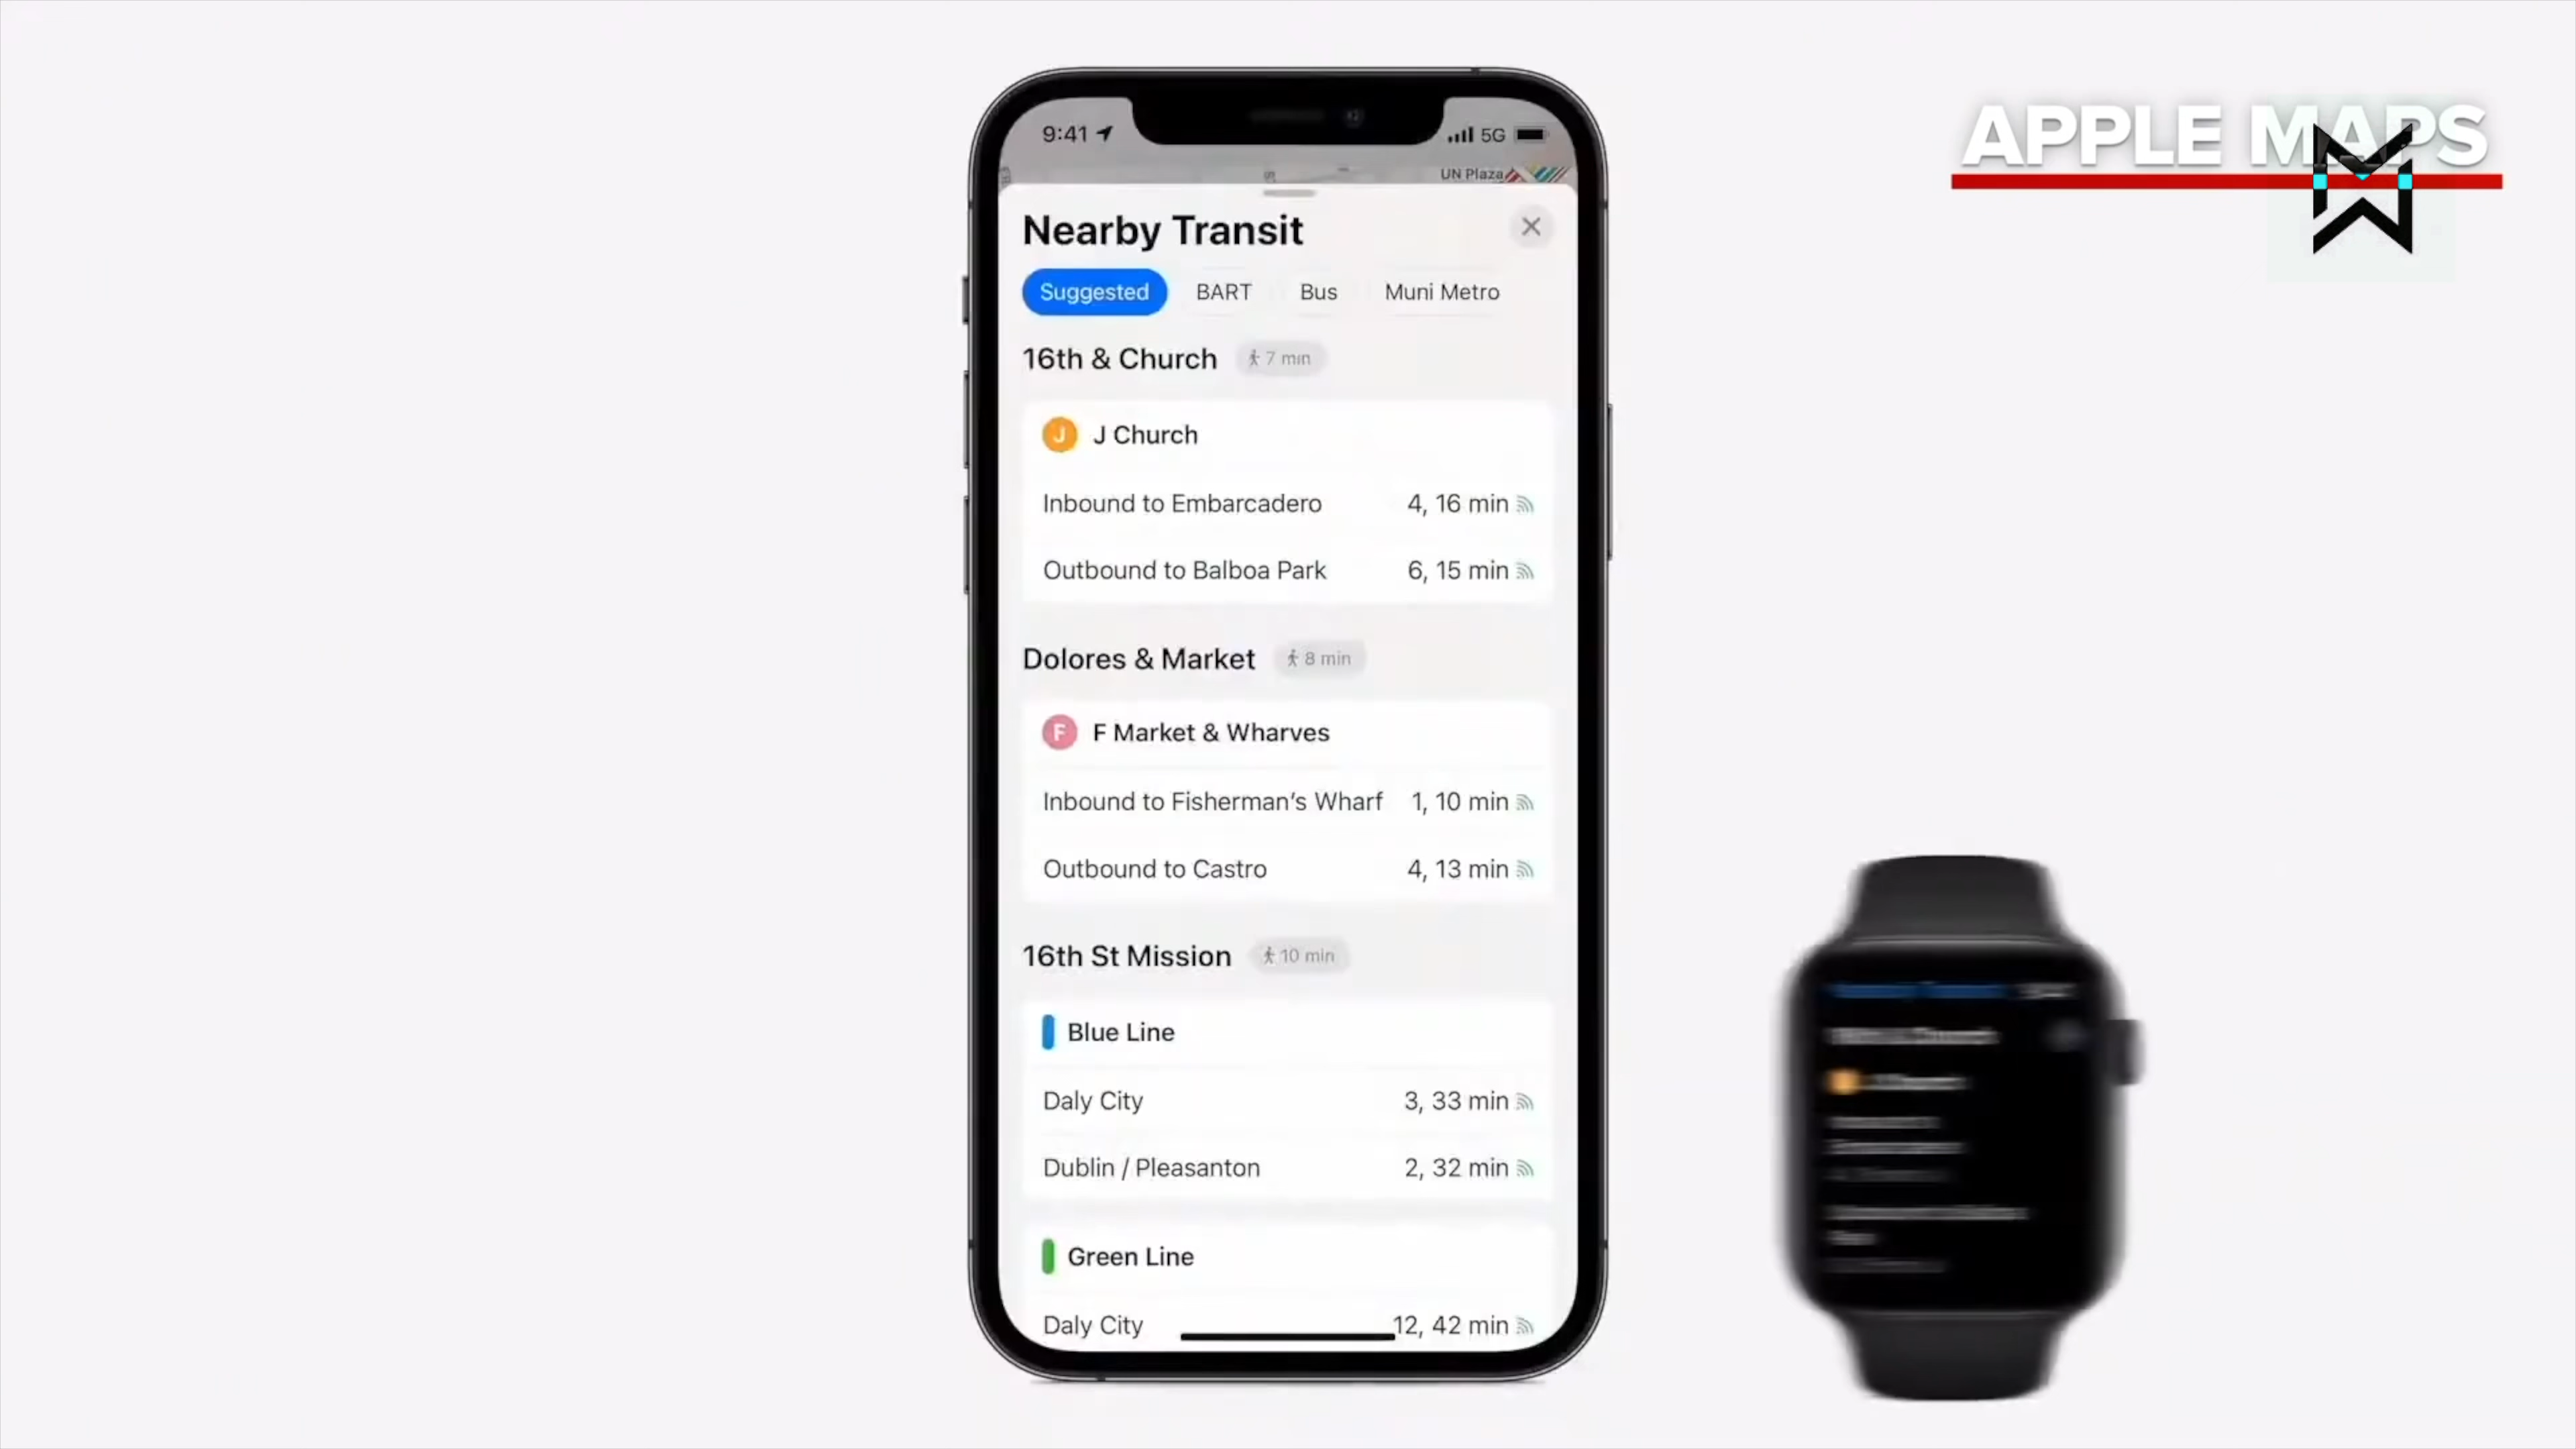 APPLE MAPS
9:41
5G
UN Plaza
Nearby Transit
Suggested
BART
Bus
Muni Metro
16th & Church
7 min
J
J Church
Inbound to Embarcadero
4, 16 min
Outbound to Balboa Park
6, 15 min
Dolores & Market
8 min
F
F Market & Wharves
Inbound to Fisherman's Wharf
1, 10 min
Outbound to Castro
4, 13 min
16th St Mission
10 min
Blue Line
Daly City
3, 33 min
Dublin / Pleasanton
2, 32 min
Green Line
Daly City
12, 42 min